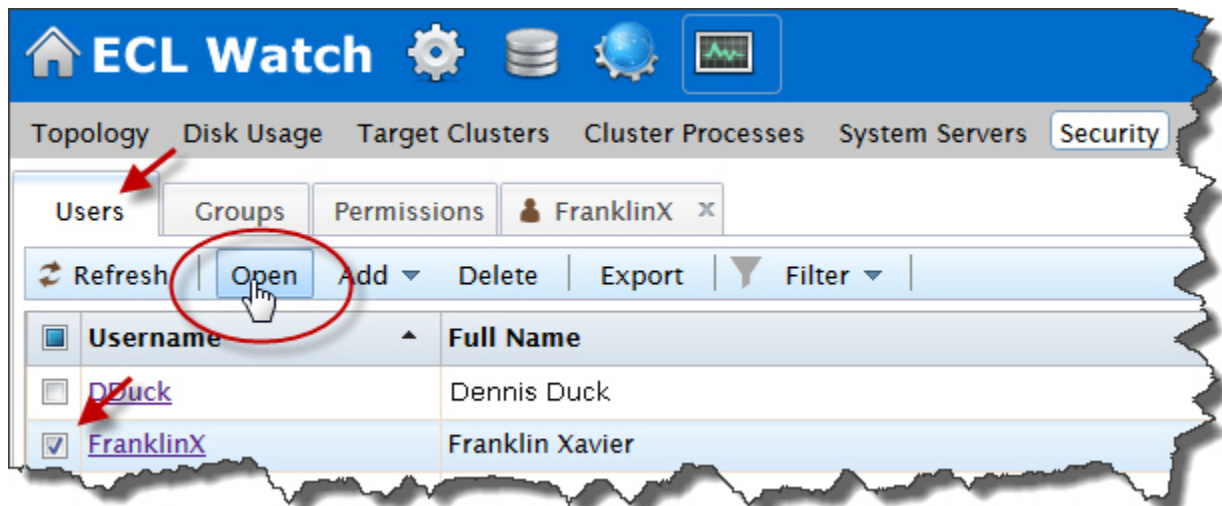 ECL Watch
Topology Disk Usage Target Clusters Cluster Processes System Servers Security
Users Groups Permissions FranklinX x
Refresh Open Add Delete Export Filter
Username Full Name
DDuck Dennis Duck
FranklinX Franklin Xavier